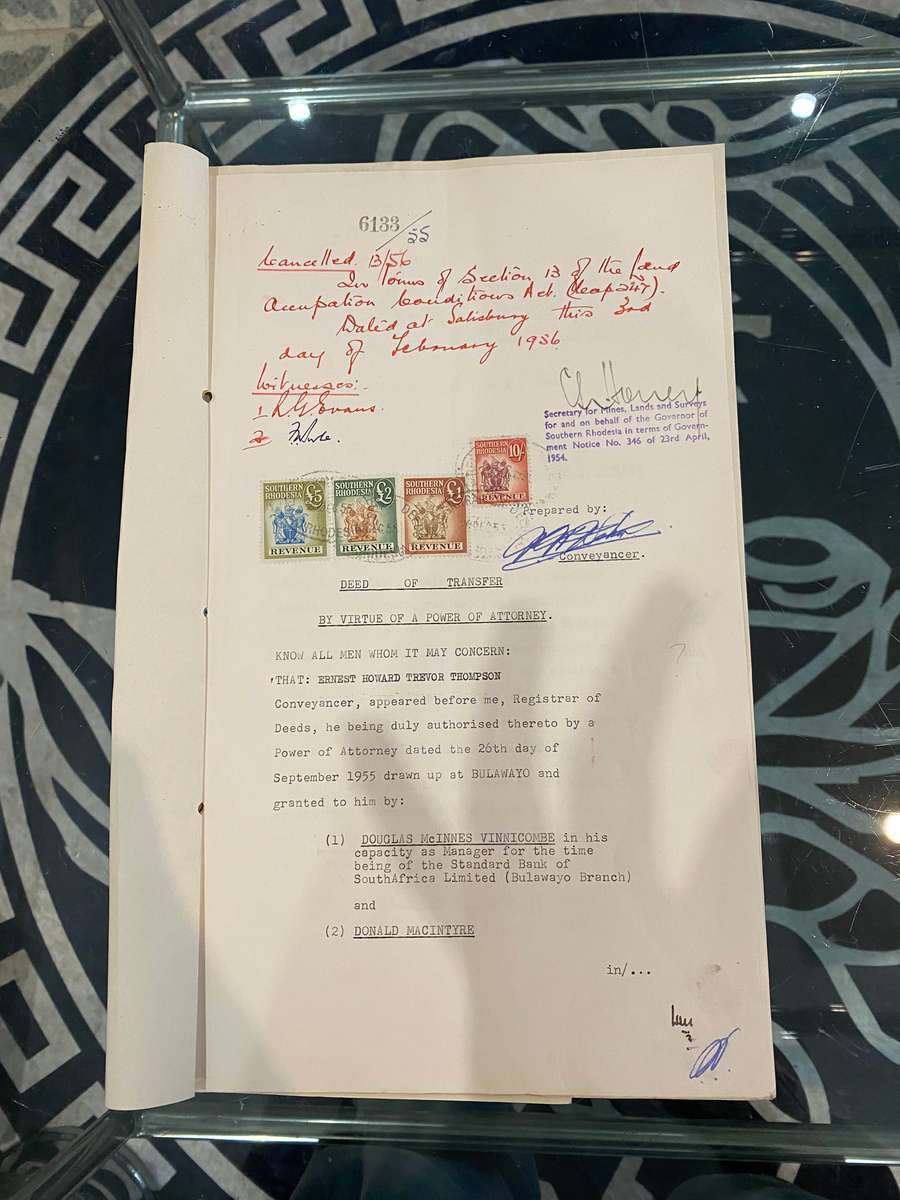 6133/55
Cancelled. 13/56
In Terms of Section 13 of the Land
Occupation Conditions Act.
Dated at Salisbury this 3rd
day of February 1956
Witnesses:-
1 R.G. Evans.
2
Secretary for Mines, Lands and Surveys
for and on behalf of the Governor of
Southern Rhodesia in terms of Govern-
ment Notice No. 346 of 23rd April,
1954.
SOUTHERN RHODESIA £5 REVENUE
SOUTHERN RHODESIA £2 REVENUE
SOUTHERN RHODESIA £1 REVENUE
SOUTHERN RHODESIA 10/- REVENUE
Prepared by:
Conveyancer.
DEED OF TRANSFER
BY VIRTUE OF A POWER OF ATTORNEY.
KNOW ALL MEN WHOM IT MAY CONCERN:
THAT: ERNEST HOWARD TREVOR THOMPSON
Conveyancer, appeared before me, Registrar of
Deeds, he being duly authorised thereto by a
Power of Attorney dated the 26th day of
September 1955 drawn up at BULAWAYO and
granted to him by:
(1) DOUGLAS McINNES VINNICOMBE in his
capacity as Manager for the time
being of the Standard Bank of
SouthAfrica Limited (Bulawayo Branch)
and
(2) DONALD MACINTYRE
in/...